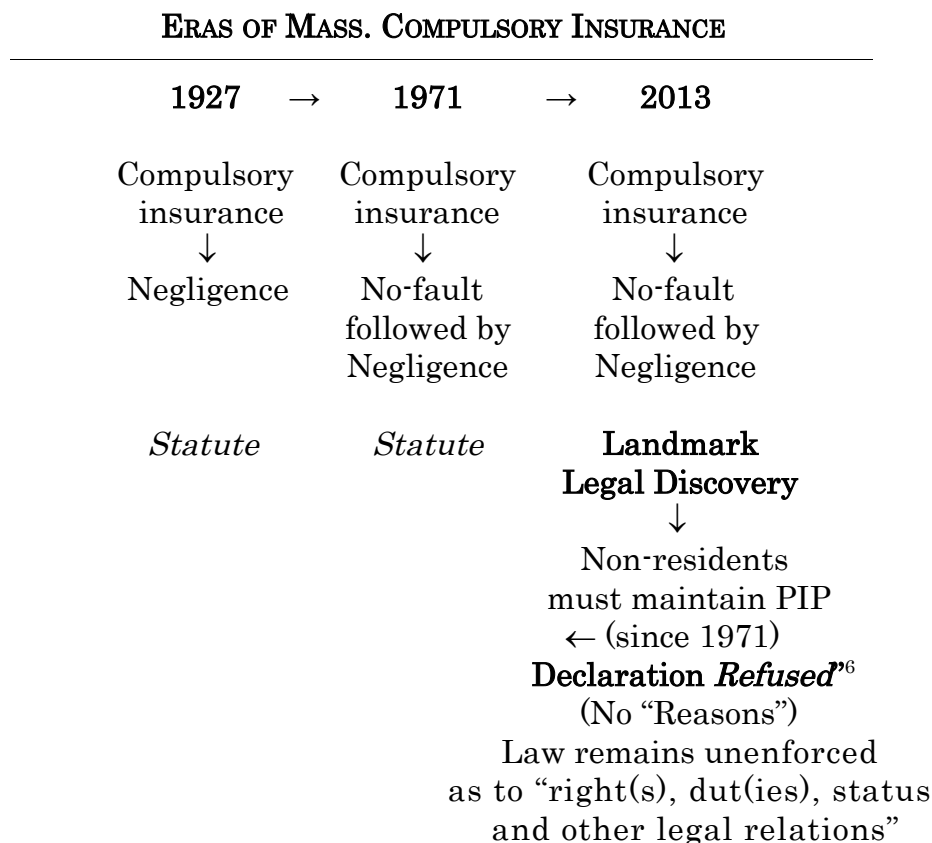 ERAS OF MASS. COMPULSORY INSURANCE
1927 → 1971 → 2013
Compulsory Compulsory Compulsory
insurance insurance insurance
↓ ↓ ↓
Negligence No-fault No-fault
followed by followed by
Negligence Negligence
Statute Statute Landmark
Legal Discovery
↓
Non-residents
must maintain PIP
← (since 1971)
Declaration Refused”6
(No “Reasons”)
Law remains unenforced
as to “right(s), dut(ies), status
and other legal relations”